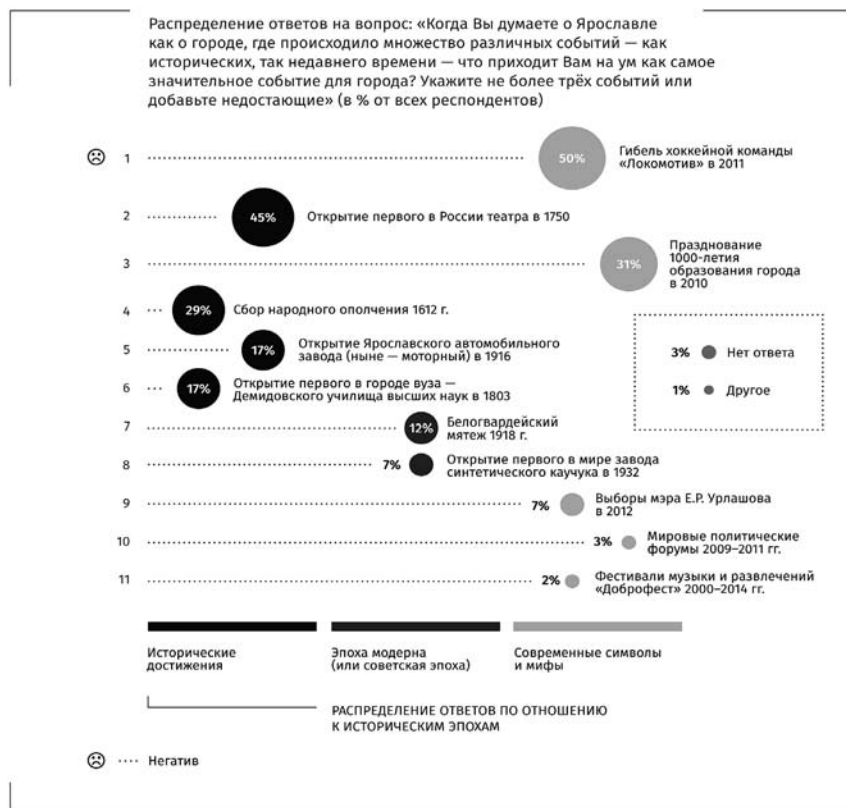 Распределение ответов на вопрос: «Когда Вы думаете о Ярославле
как о городе, где происходило множество различных событий — как
исторических, так недавнего времени — что приходит Вам на ум как самое
значительное событие для города? Укажите не более трёх событий или
добавьте недостающие» (в % от всех респондентов)
1 50% Гибель хоккейной команды
«Локомотив» в 2011
2 45% Открытие первого в России театра в 1750
3 31% Празднование
1000-летия
образования города
в 2010
4 29% Сбор народного ополчения 1612 г.
5 17% Открытие Ярославского автомобильного
завода (ныне — моторный) в 1916
6 17% Открытие первого в городе вуза —
Демидовского училища высших наук в 1803
3% Нет ответа
1% Другое
7 12% Белогвардейский
мятеж 1918 г.
8 7% Открытие первого в мире завода
синтетического каучука в 1932
9 7% Выборы мэра Е.Р. Урлашова
в 2012
10 3% Мировые политические
форумы 2009–2011 гг.
11 2% Фестивали музыки и развлечений
«Доброфест» 2000–2014 гг.
Исторические
достижения
Эпоха модерна
(или советская эпоха)
Современные символы
и мифы
РАСПРЕДЕЛЕНИЕ ОТВЕТОВ ПО ОТНОШЕНИЮ
К ИСТОРИЧЕСКИМ ЭПОХАМ
Негатив